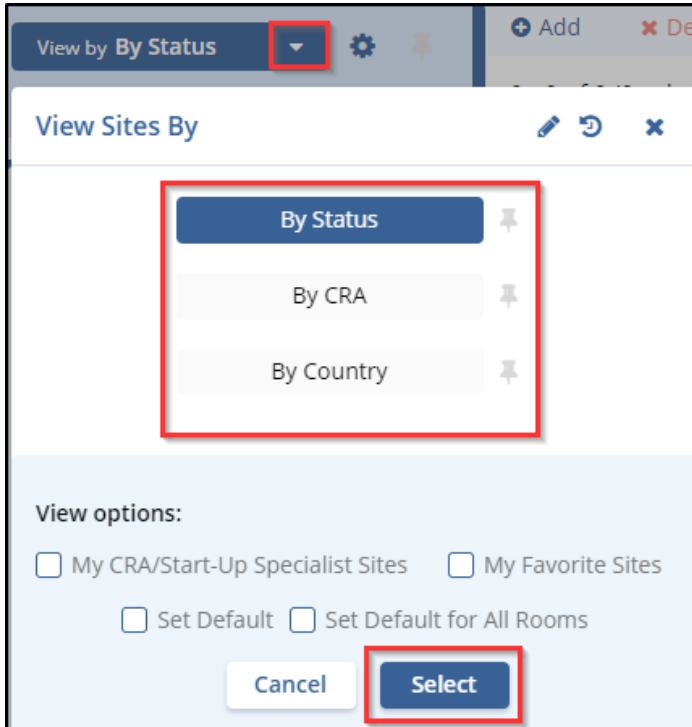 View by By Status
Add
De
View Sites By
By Status
By CRA
By Country
View options:
My CRA/Start-Up Specialist Sites
My Favorite Sites
Set Default
Set Default for All Rooms
Cancel
Select